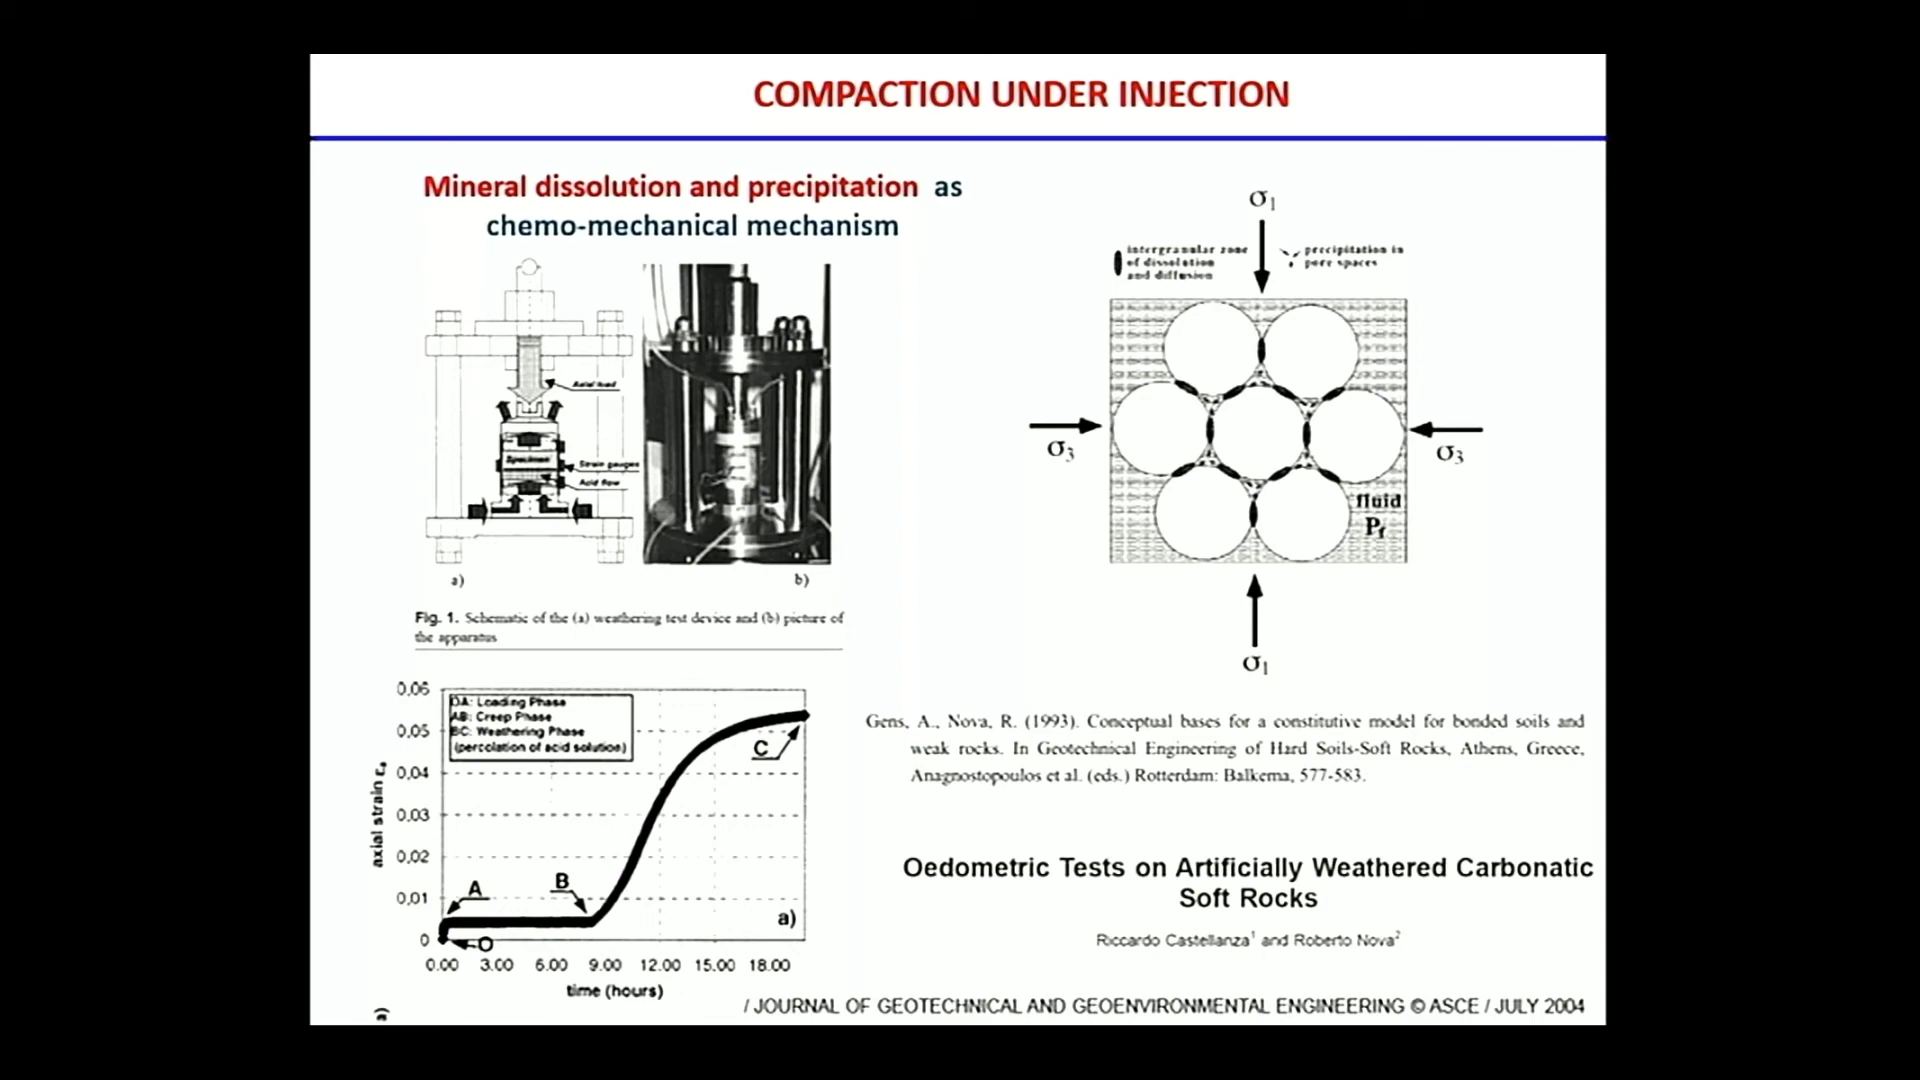 COMPACTION UNDER INJECTION
Mineral dissolution and precipitation as
chemo-mechanical mechanism
Axial load
Specimen
Strain gauges
Acid flow
a)
b)
Fig. 1. Schematic of the (a) weathering test device and (b) picture of
the apparatus
σ1
intergranular zone
of dissolution
and diffusion
precipitation in
pore spaces
σ3
σ3
fluid
Pf
σ1
0,06
0,05
0,04
0,03
0,02
0,01
0
axial strain εa
OA: Loading Phase
AB: Creep Phase
BC: Weathering Phase
(percolation of acid solution)
A
B
C
O
a)
0.00 3.00 6.00 9.00 12.00 15.00 18.00
time (hours)
a)
Gens, A., Nova, R. (1993). Conceptual bases for a constitutive model for bonded soils and
weak rocks. In Geotechnical Engineering of Hard Soils-Soft Rocks, Athens, Greece,
Anagnostopoulos et al. (eds.) Rotterdam: Balkema, 577-583.
Oedometric Tests on Artificially Weathered Carbonatic
Soft Rocks
Riccardo Castellanza1 and Roberto Nova2
/ JOURNAL OF GEOTECHNICAL AND GEOENVIRONMENTAL ENGINEERING © ASCE / JULY 2004